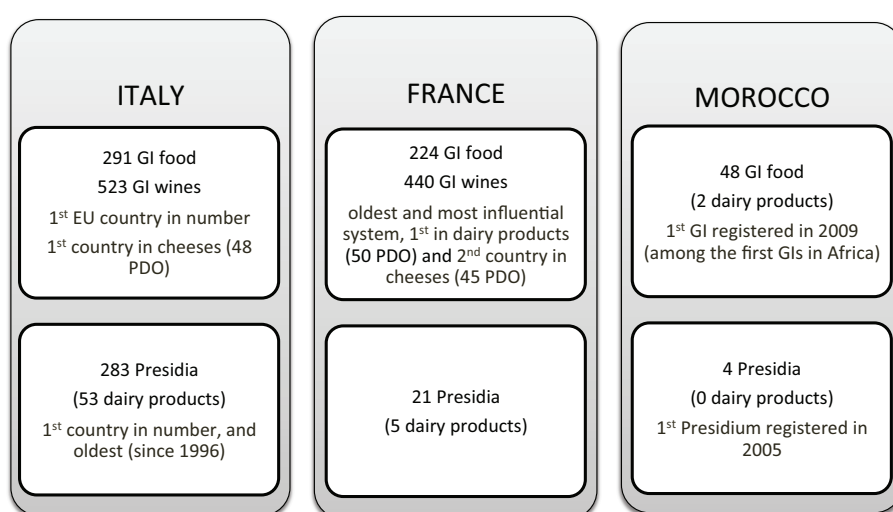 ITALY
291 GI food
523 GI wines
1st EU country in number
1st country in cheeses (48
PDO)
283 Presidia
(53 dairy products)
1st country in number, and
oldest (since 1996)
FRANCE
224 GI food
440 GI wines
oldest and most influential
system, 1st in dairy products
(50 PDO) and 2nd country in
cheeses (45 PDO)
21 Presidia
(5 dairy products)
MOROCCO
48 GI food
(2 dairy products)
1st GI registered in 2009
(among the first GIs in Africa)
4 Presidia
(0 dairy products)
1st Presidium registered in
2005